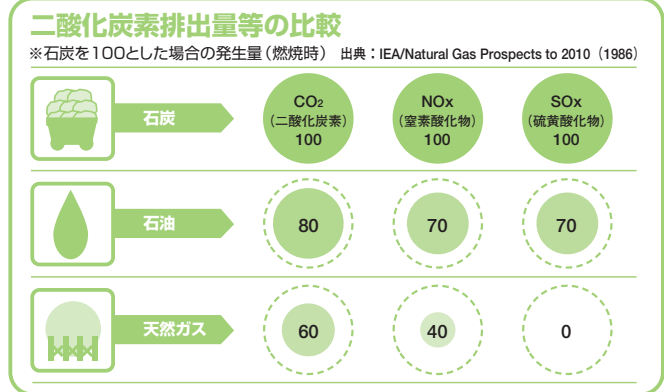 二酸化炭素排出量等の比較
※石炭を100とした場合の発生量(燃焼時) 出典:IEA/Natural Gas Prospects to 2010(1986)
石炭
CO₂
(二酸化炭素)
100
NOx
(窒素酸化物)
100
SOx
(硫黄酸化物)
100
石油
80
70
70
天然ガス
60
40
0